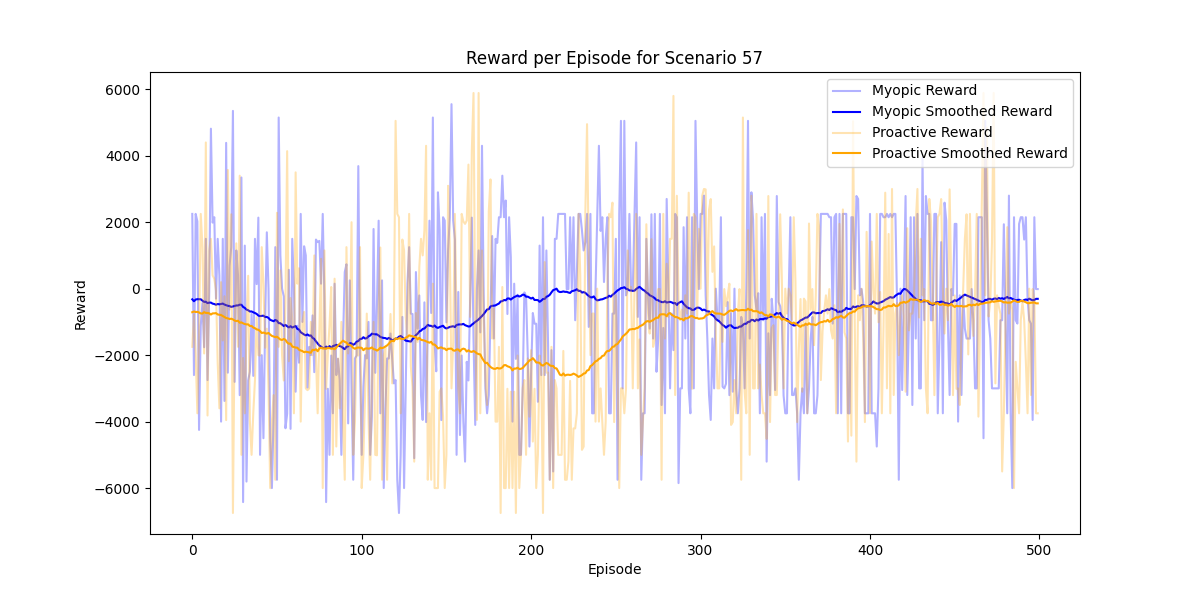 Reward per Episode for Scenario 57
Myopic Reward
Myopic Smoothed Reward
Proactive Reward
Proactive Smoothed Reward
Reward
6000
4000
2000
0
−2000
−4000
−6000
0 100 200 300 400 500
Episode